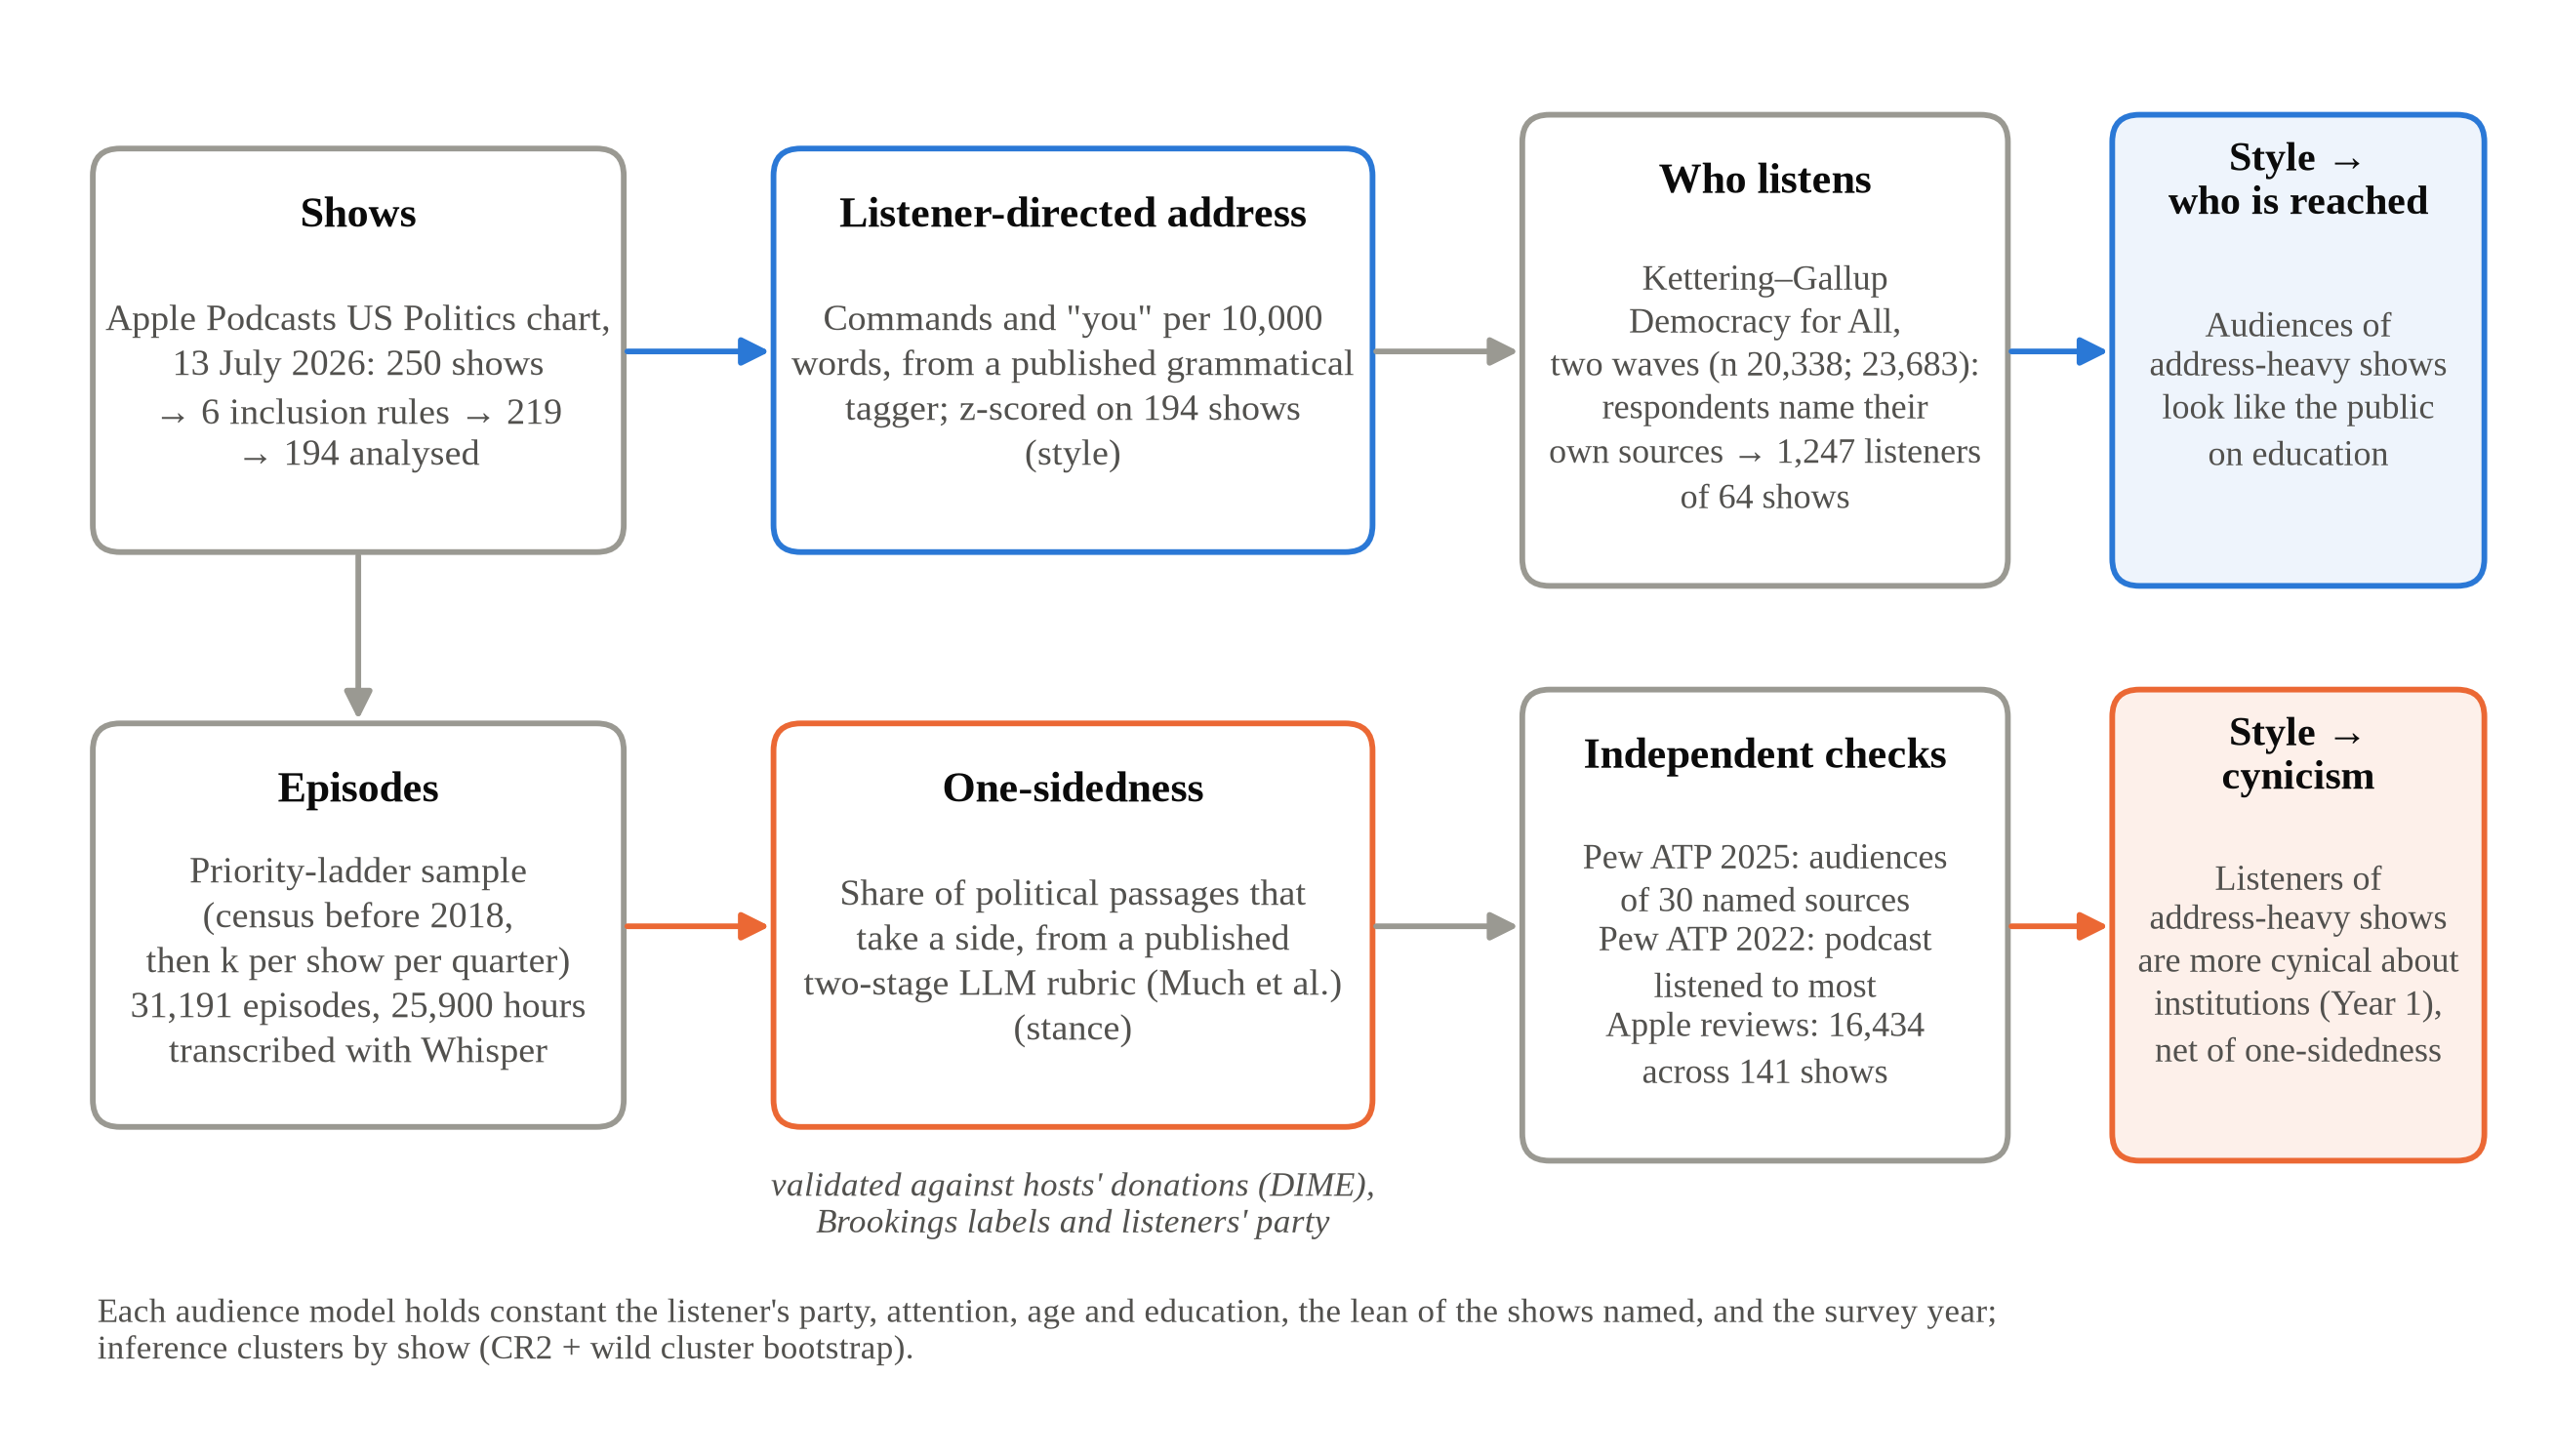 Shows
Apple Podcasts US Politics chart,
13 July 2026: 250 shows
→ 6 inclusion rules → 219
→ 194 analysed
Listener-directed address
Commands and "you" per 10,000
words, from a published grammatical
tagger; z-scored on 194 shows
(style)
Who listens
Kettering–Gallup
Democracy for All,
two waves (n 20,338; 23,683):
respondents name their
own sources → 1,247 listeners
of 64 shows
Style →
who is reached
Audiences of
address-heavy shows
look like the public
on education
Episodes
Priority-ladder sample
(census before 2018,
then k per show per quarter)
31,191 episodes, 25,900 hours
transcribed with Whisper
One-sidedness
Share of political passages that
take a side, from a published
two-stage LLM rubric (Much et al.)
(stance)
validated against hosts' donations (DIME),
Brookings labels and listeners' party
Independent checks
Pew ATP 2025: audiences
of 30 named sources
Pew ATP 2022: podcast
listened to most
Apple reviews: 16,434
across 141 shows
Style →
cynicism
Listeners of
address-heavy shows
are more cynical about
institutions (Year 1),
net of one-sidedness
Each audience model holds constant the listener's party, attention, age and education, the lean of the shows named, and the survey year;
inference clusters by show (CR2 + wild cluster bootstrap).